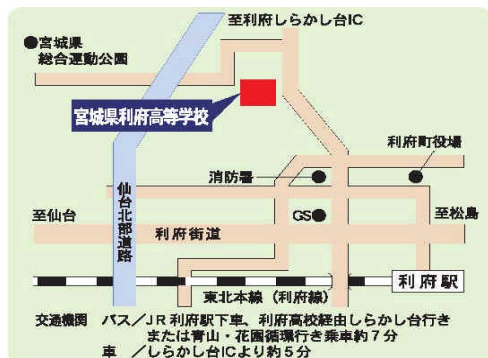 至利府しらかし台IC
宮城県
総合運動公園
宮城県利府高等学校
利府町役場
消防署
仙台北部道路
至仙台
GS
至松島
利府街道
利府駅
東北本線（利府線）
交通機関 バス／JR利府駅下車、利府高校経由しらかし台行き
または青山・花園循環行き乗車約7分
車 ／しらかし台ICより約5分